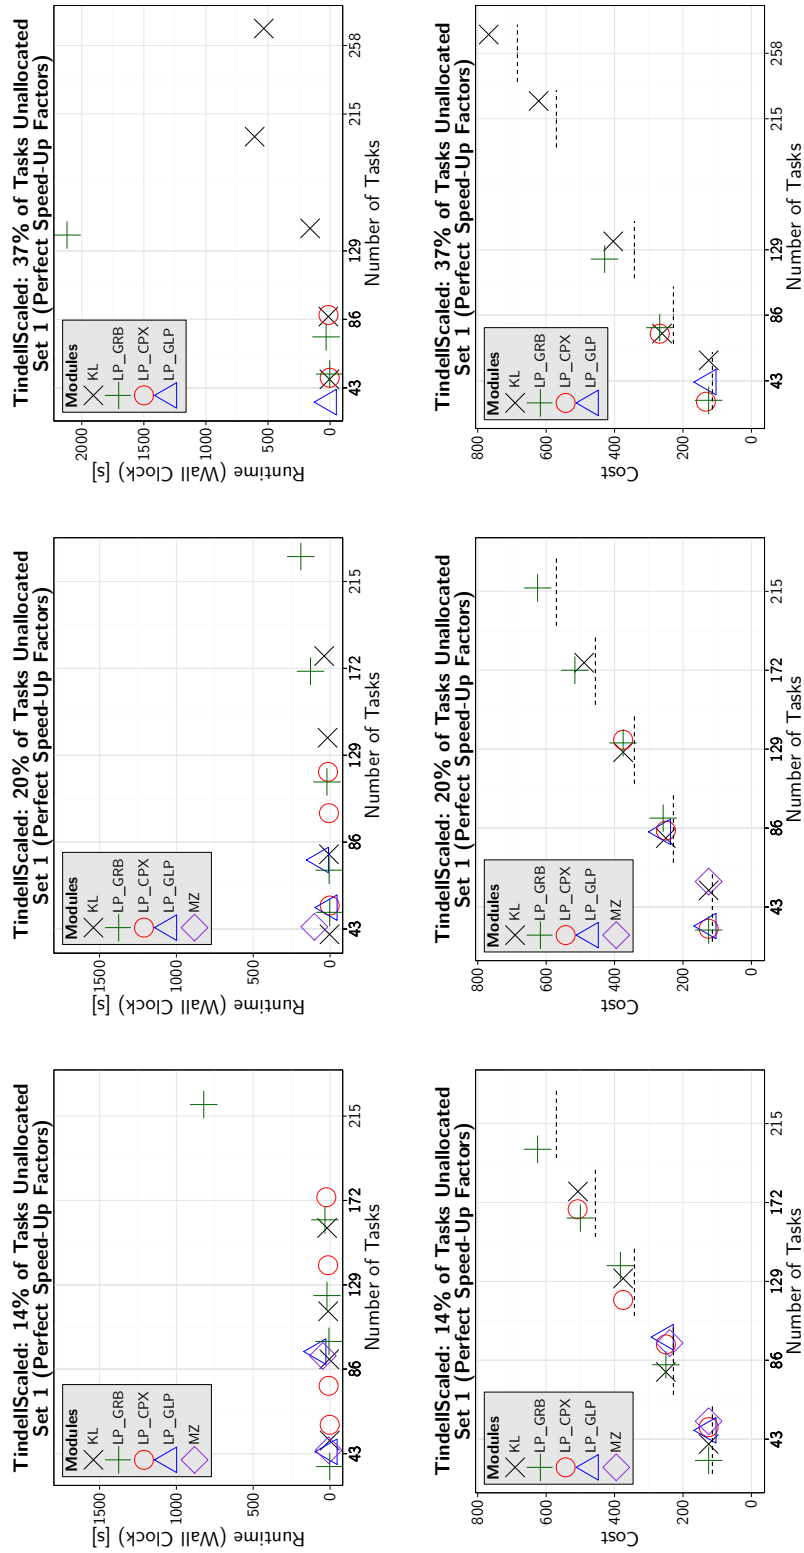 TindellScaled: 14% of Tasks Unallocated
Set 1 (Perfect Speed-Up Factors)
Runtime (Wall Clock) [s]
1500
1000
500
0
Modules
KL
LP_GRB
LP_CPX
LP_GLP
MZ
43
86
129
172
215
Number of Tasks
TindellScaled: 20% of Tasks Unallocated
Set 1 (Perfect Speed-Up Factors)
Runtime (Wall Clock) [s]
1500
1000
500
0
Modules
KL
LP_GRB
LP_CPX
LP_GLP
MZ
43
86
129
172
215
Number of Tasks
TindellScaled: 37% of Tasks Unallocated
Set 1 (Perfect Speed-Up Factors)
Runtime (Wall Clock) [s]
2000
1500
1000
500
0
Modules
KL
LP_GRB
LP_CPX
LP_GLP
43
86
129
215
258
Number of Tasks
TindellScaled: 14% of Tasks Unallocated
Set 1 (Perfect Speed-Up Factors)
Cost
800
600
400
200
0
Modules
KL
LP_GRB
LP_CPX
LP_GLP
MZ
43
86
129
172
215
Number of Tasks
TindellScaled: 20% of Tasks Unallocated
Set 1 (Perfect Speed-Up Factors)
Cost
800
600
400
200
0
Modules
KL
LP_GRB
LP_CPX
LP_GLP
MZ
43
86
129
172
215
Number of Tasks
TindellScaled: 37% of Tasks Unallocated
Set 1 (Perfect Speed-Up Factors)
Cost
800
600
400
200
0
Modules
KL
LP_GRB
LP_CPX
LP_GLP
43
86
129
215
258
Number of Tasks